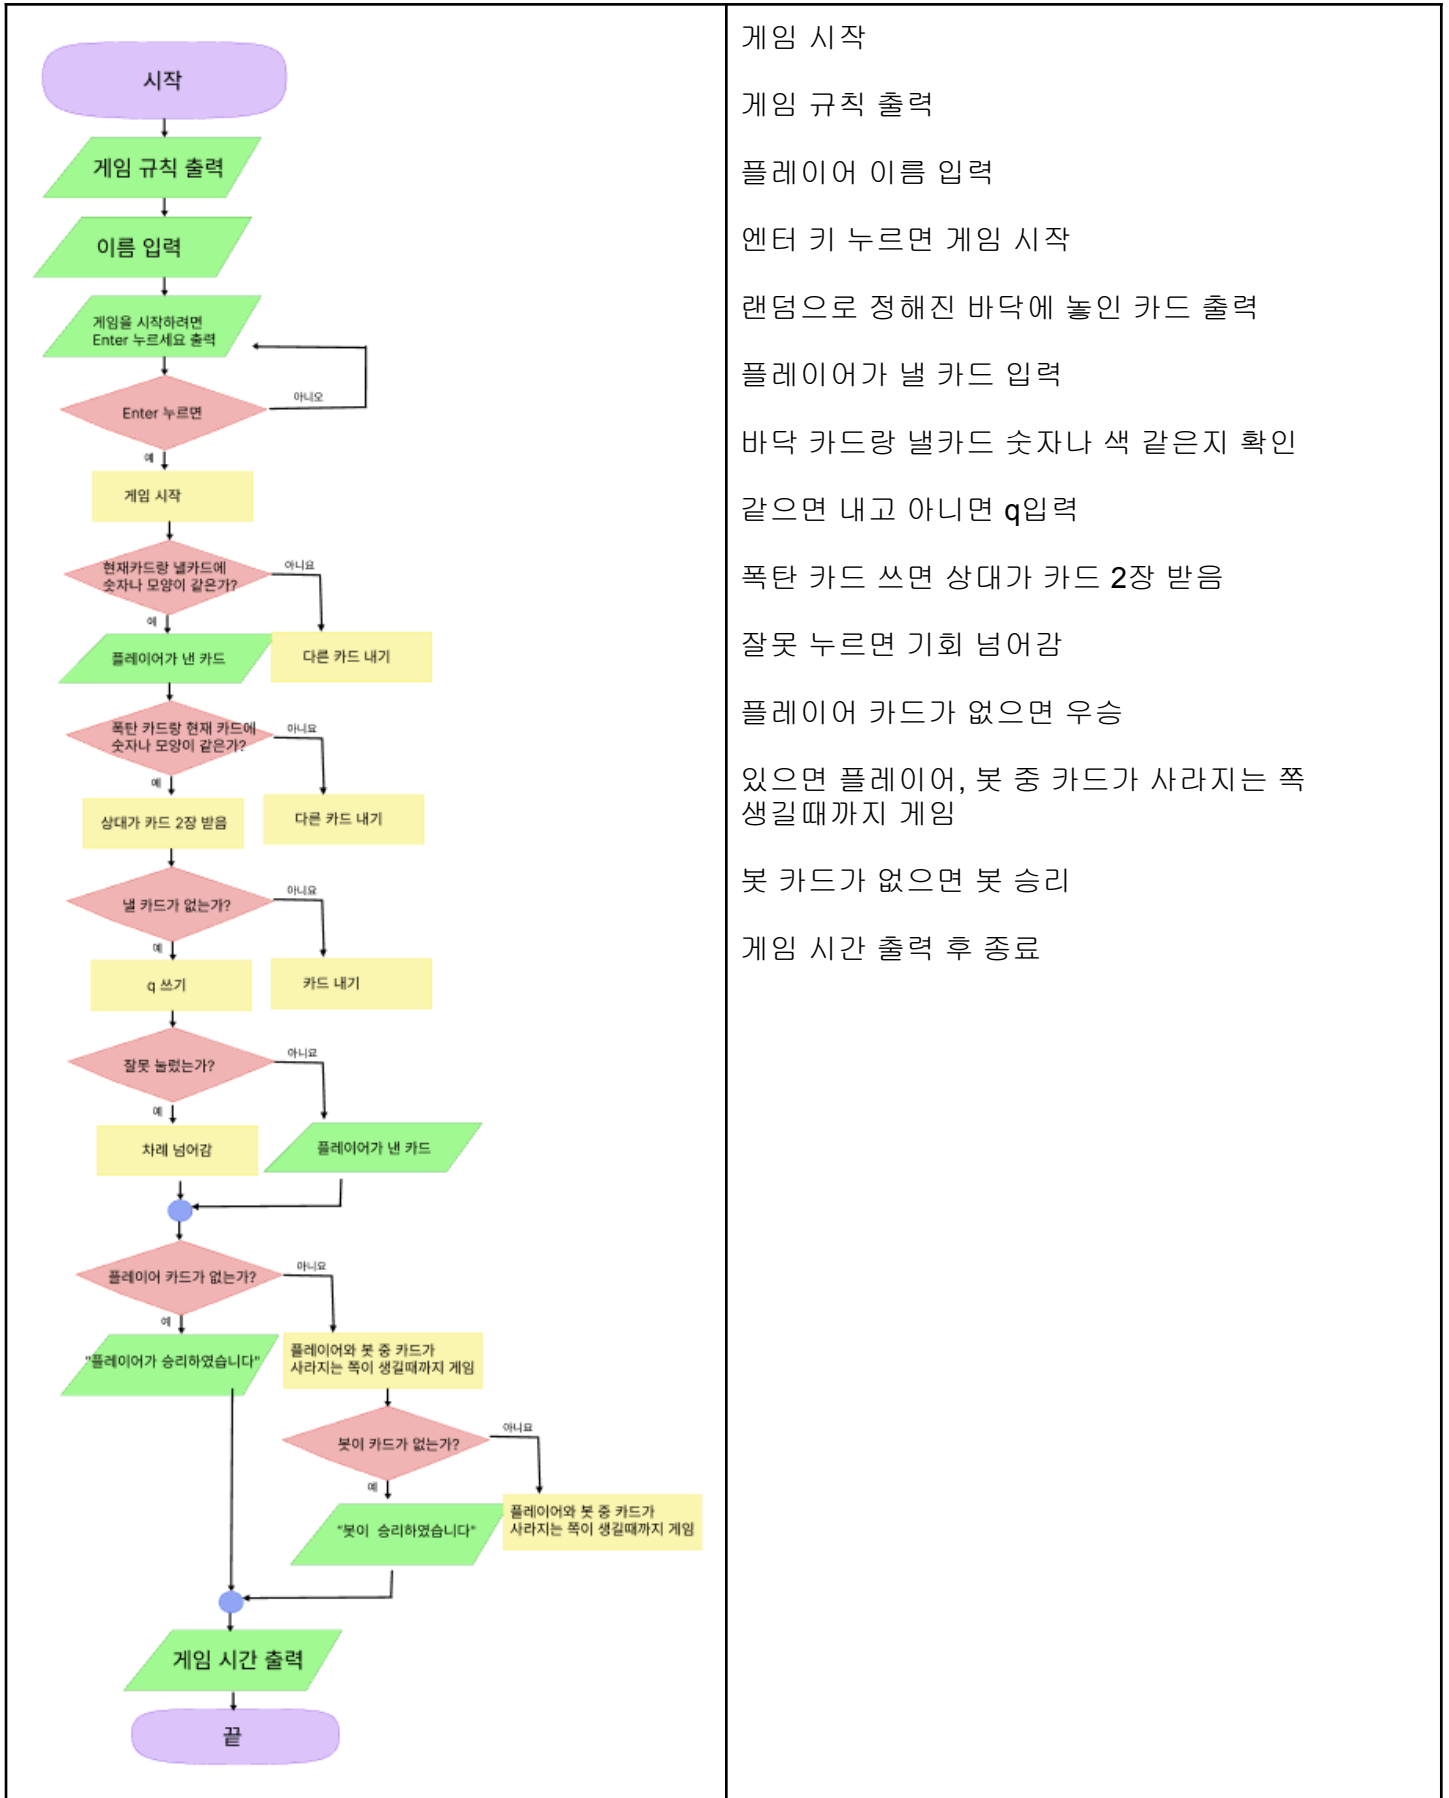 시작
게임 규칙 출력
이름 입력
게임을 시작하려면
Enter 누르세요 출력
아니오
Enter 누르면
예
게임 시작
현재카드랑 낼카드에
숫자나 모양이 같은가?
아니요
예
플레이어가 낸 카드
다른 카드 내기
폭탄 카드랑 현재 카드에
숫자나 모양이 같은가?
아니요
예
상대가 카드 2장 받음
다른 카드 내기
낼 카드가 없는가?
아니요
예
q 쓰기
카드 내기
잘못 눌렀는가?
아니요
예
차례 넘어감
플레이어가 낸 카드
플레이어 카드가 없는가?
아니요
예
"플레이어가 승리하였습니다"
플레이어와 봇 중 카드가
사라지는 쪽이 생길때까지 게임
봇이 카드가 없는가?
아니요
예
"봇이 승리하였습니다"
플레이어와 봇 중 카드가
사라지는 쪽이 생길때까지 게임
게임 시간 출력
끝
게임 시작
게임 규칙 출력
플레이어 이름 입력
엔터 키 누르면 게임 시작
랜덤으로 정해진 바닥에 놓인 카드 출력
플레이어가 낼 카드 입력
바닥 카드랑 낼카드 숫자나 색 같은지 확인
같으면 내고 아니면 q입력
폭탄 카드 쓰면 상대가 카드 2장 받음
잘못 누르면 기회 넘어감
플레이어 카드가 없으면 우승
있으면 플레이어, 봇 중 카드가 사라지는 쪽
생길때까지 게임
봇 카드가 없으면 봇 승리
게임 시간 출력 후 종료